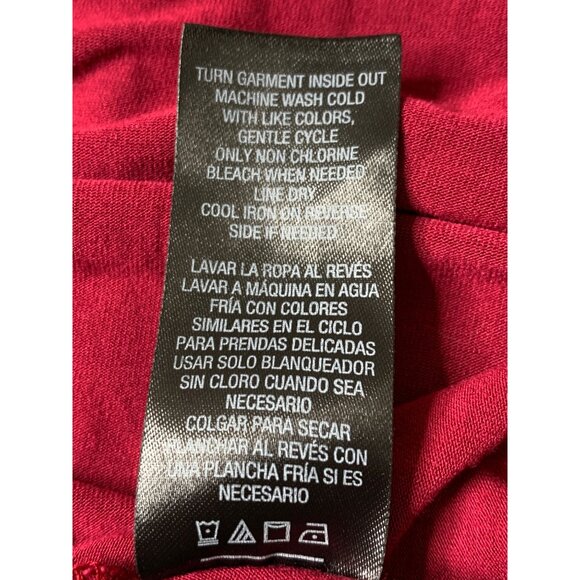 TURN GARMENT INSIDE OUT
MACHINE WASH COLD
WITH LIKE COLORS,
GENTLE CYCLE
ONLY NON CHLORINE
BLEACH WHEN NEEDED
LINE DRY
COOL IRON ON REVERSE
SIDE IF NEEDED
LAVAR LA ROPA AL REVÉS
LAVAR A MÁQUINA EN AGUA
FRÍA CON COLORES
SIMILARES EN EL CICLO
PARA PRENDAS DELICADAS
USAR SOLO BLANQUEADOR
SIN CLORO CUANDO SEA
NECESARIO
COLGAR PARA SECAR
PLANCHAR AL REVÉS CON
UNA PLANCHA FRÍA SI ES
NECESARIO